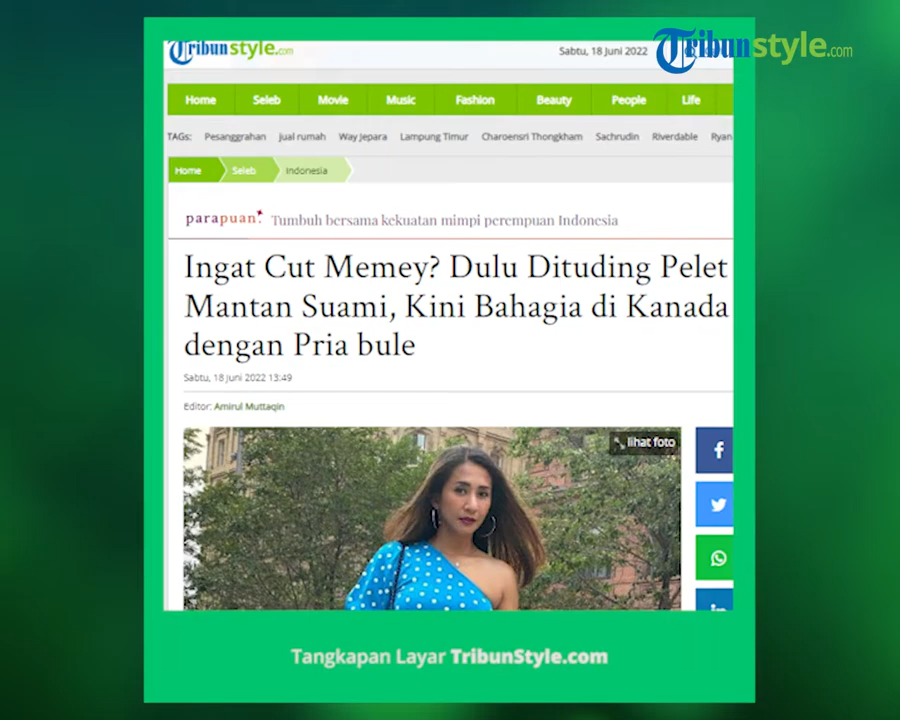 Tribunstyle.com
Sabtu, 18 Juni 2022
Tribunstyle.com
Home Seleb Movie Music Fashion Beauty People Life
TAGs: Pesanggrahan jual rumah Way Jepara Lampung Timur Charoensri Thongkham Sachrudin Riverdable Ryan
Home Seleb Indonesia
parapuan. Tumbuh bersama kekuatan mimpi perempuan Indonesia
Ingat Cut Memey? Dulu Dituding Pelet
Mantan Suami, Kini Bahagia di Kanada
dengan Pria bule
Sabtu, 18 Juni 2022 13:49
Editor: Amirul Muttaqin
lihat foto
Tangkapan Layar TribunStyle.com